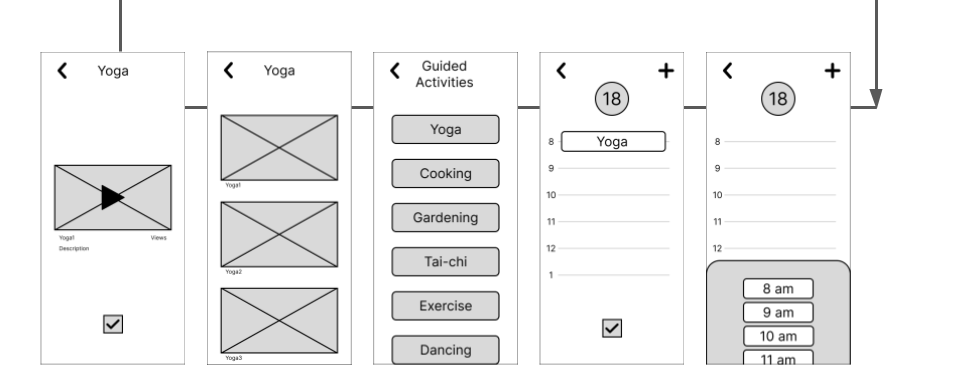 Yoga
Yoga1
Views
Description
Yoga
Yoga1
Yoga2
Yoga3
Guided
Activities
Yoga
Cooking
Gardening
Tai-chi
Exercise
Dancing
18
8 Yoga
9
10
11
12
1
18
8
9
10
11
12
8 am
9 am
10 am
11 am